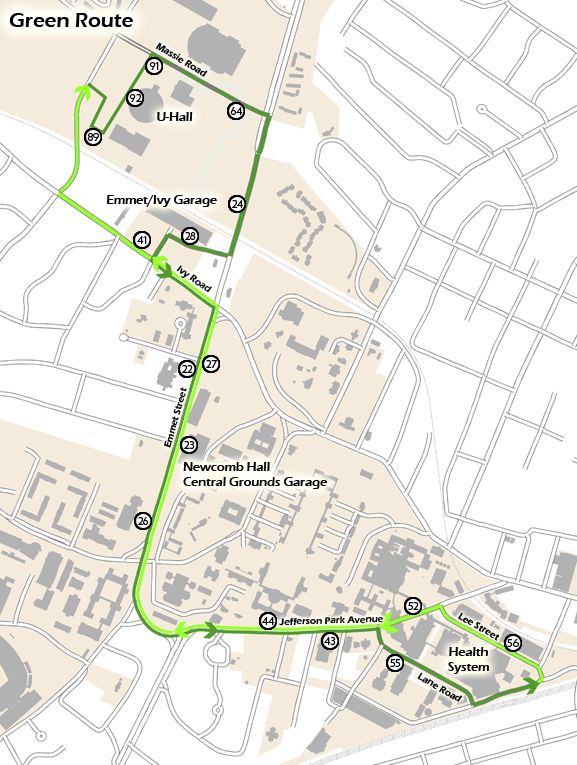 Green Route
Massie Road
91
92
64
U-Hall
89
Emmet/Ivy Garage
24
28
41
Ivy Road
27
22
Emmet Street
23
Newcomb Hall
Central Grounds Garage
26
52
44
Jefferson Park Avenue
Lee Street
43
56
Health
System
55
Lane Road